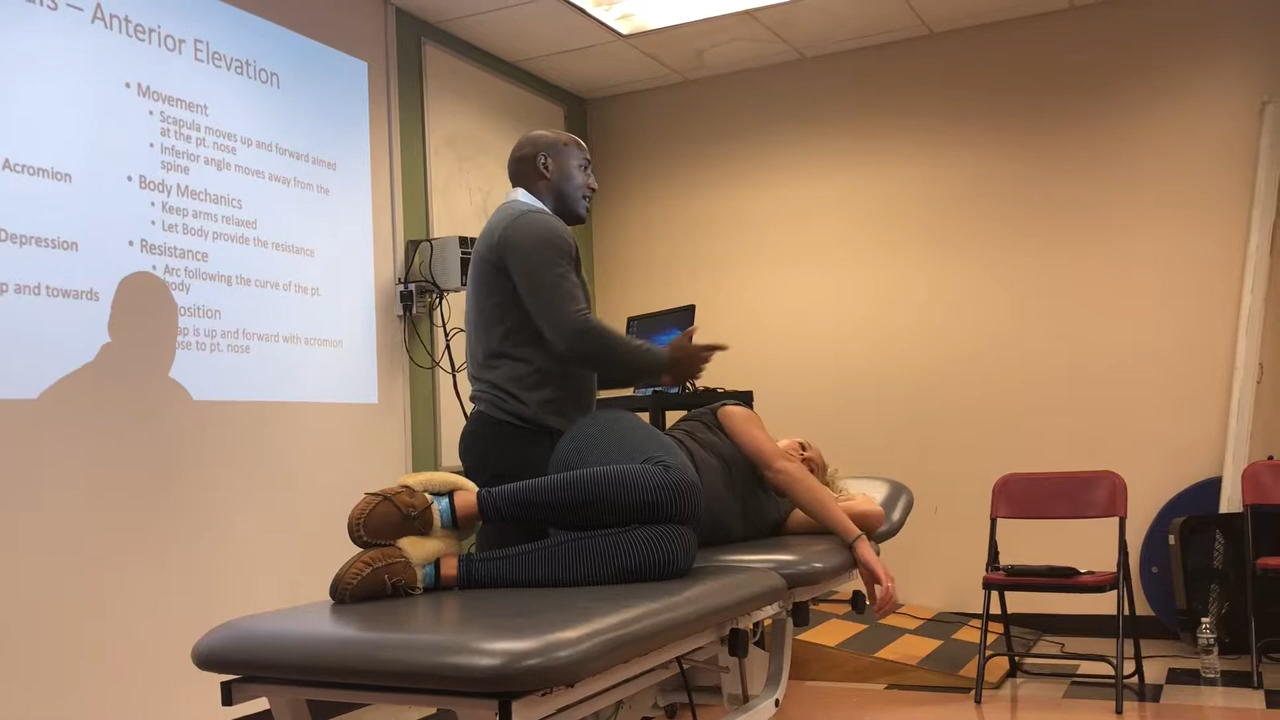 – Anterior Elevation
• Movement
• Scapula moves up and forward aimed
at the pt. nose
• Inferior angle moves away from the
spine
• Body Mechanics
• Keep arms relaxed
• Let Body provide the resistance
• Resistance
• Arc following the curve of the pt.
body
osition
ap is up and forward with acromion
ose to pt. nose
Acromion
Depression
p and towards